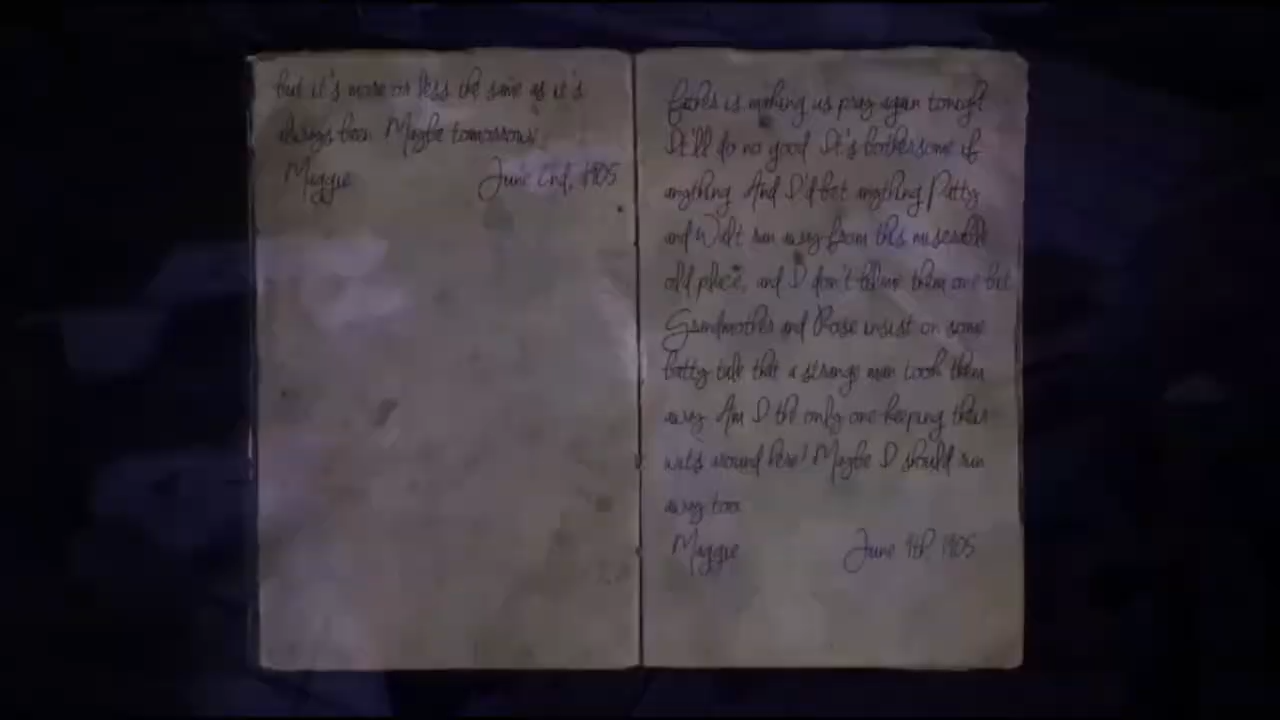 but it's more or less the same as it's
always been. Maybe tomorrow.
Maggie June 2nd, 1905
Father is making us pray again tonight
It'll do no good. It's bothersome if
anything. And I'd bet anything Patty
and Walt run away from this miserable
old place, and I don't blame them one bit.
Grandmother and Rose insist on some
batty tale that a strange man took them
away. Am I the only one keeping their
wits around here? Maybe I should run
away too.
Maggie June 9th, 1905